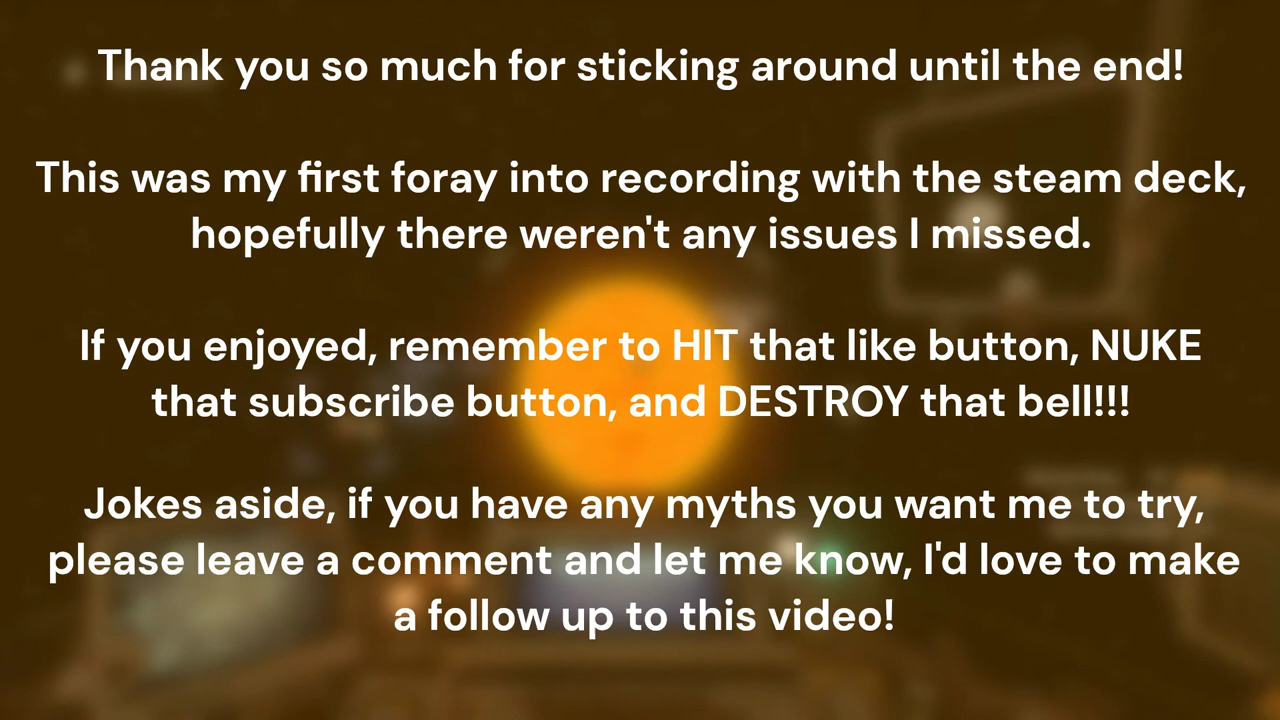 Thank you so much for sticking around until the end!
This was my first foray into recording with the steam deck,
hopefully there weren't any issues I missed.
If you enjoyed, remember to HIT that like button, NUKE
that subscribe button, and DESTROY that bell!!!
Jokes aside, if you have any myths you want me to try,
please leave a comment and let me know, I'd love to make
a follow up to this video!